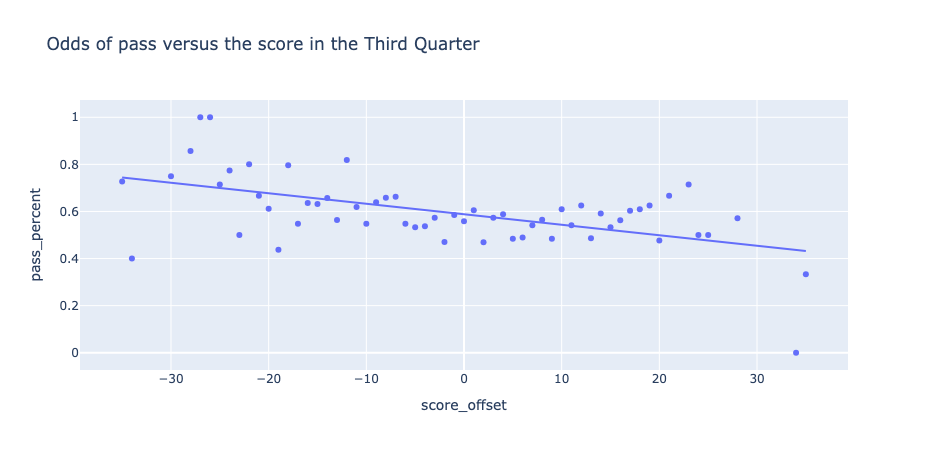 Odds of pass versus the score in the Third Quarter
1
0.8
0.6
0.4
0.2
0
pass_percent
−30 −20 −10 0 10 20 30
score_offset